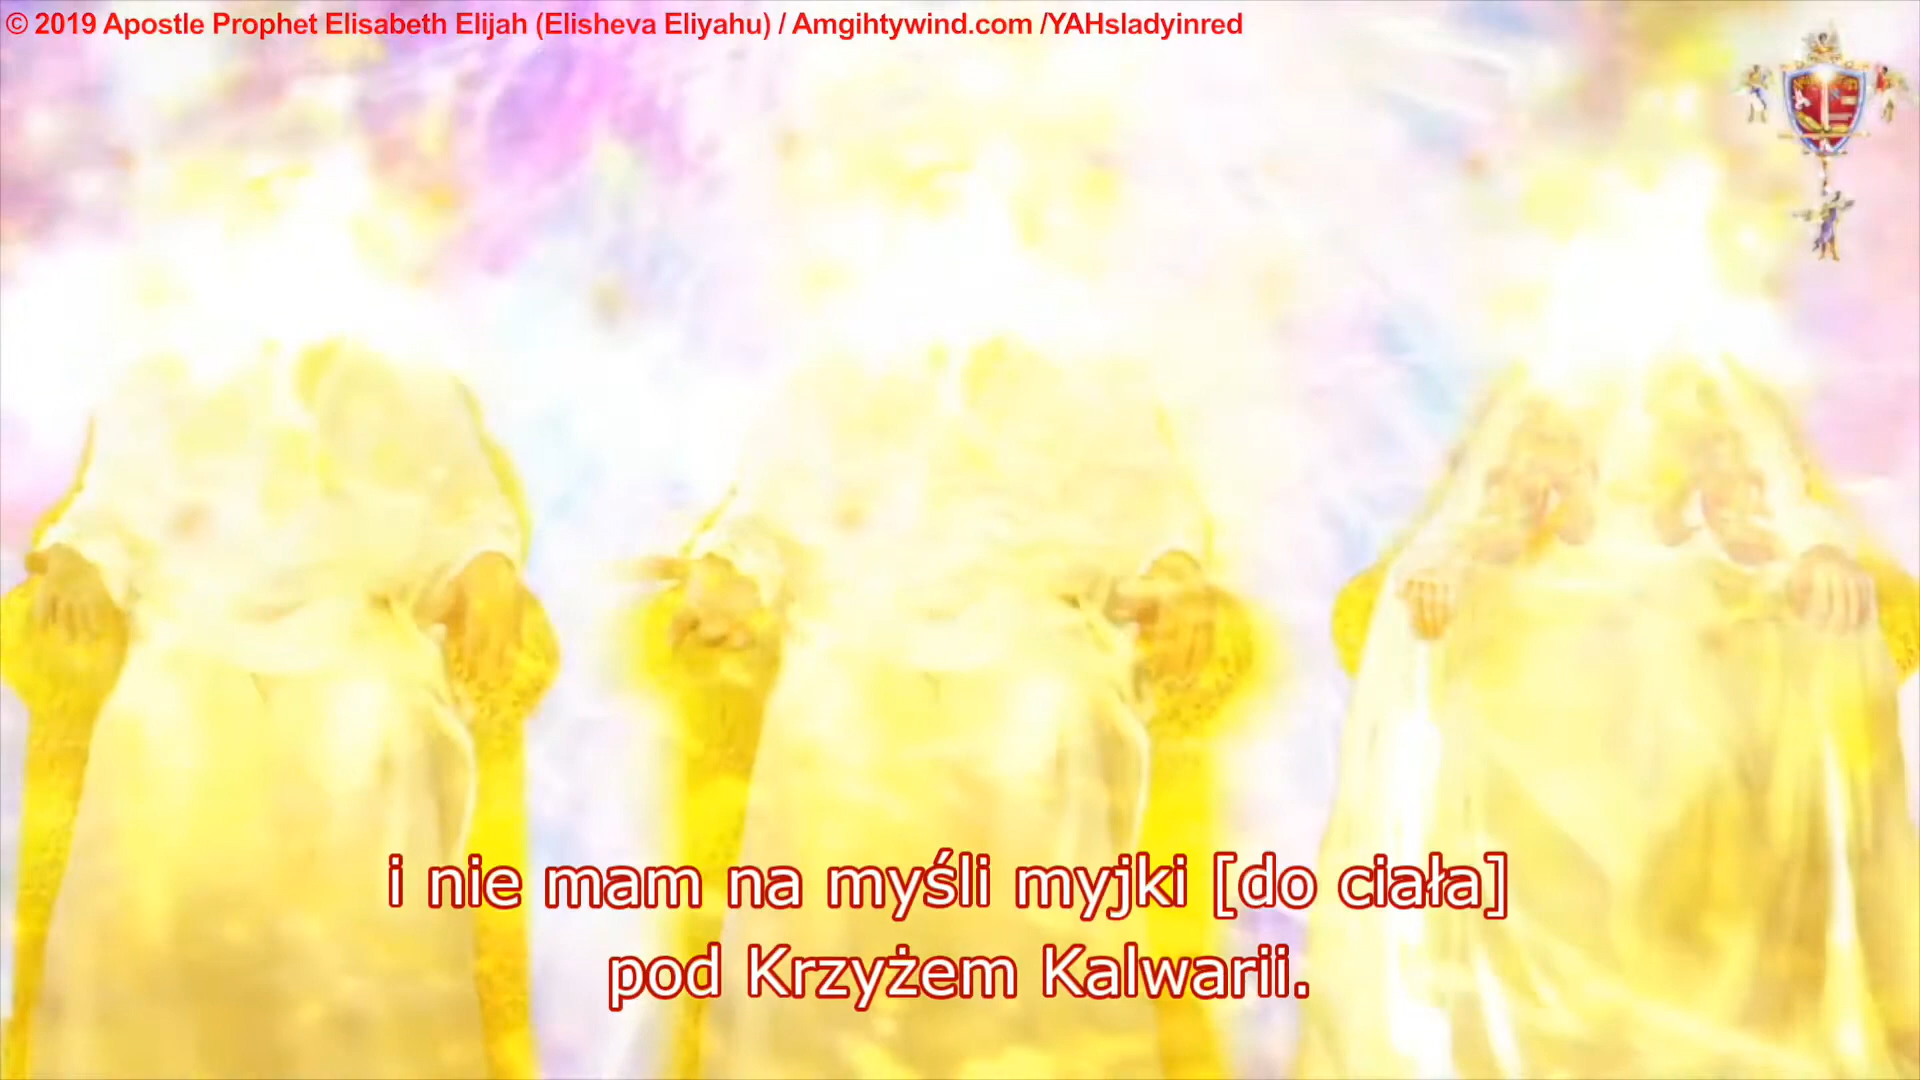 © 2019 Apostle Prophet Elisabeth Elijah (Elisheva Eliyahu) / Amgihtywind.com /YAHsladyinred
i nie mam na myśli myjki [do ciała]
pod Krzyżem Kalwarii.